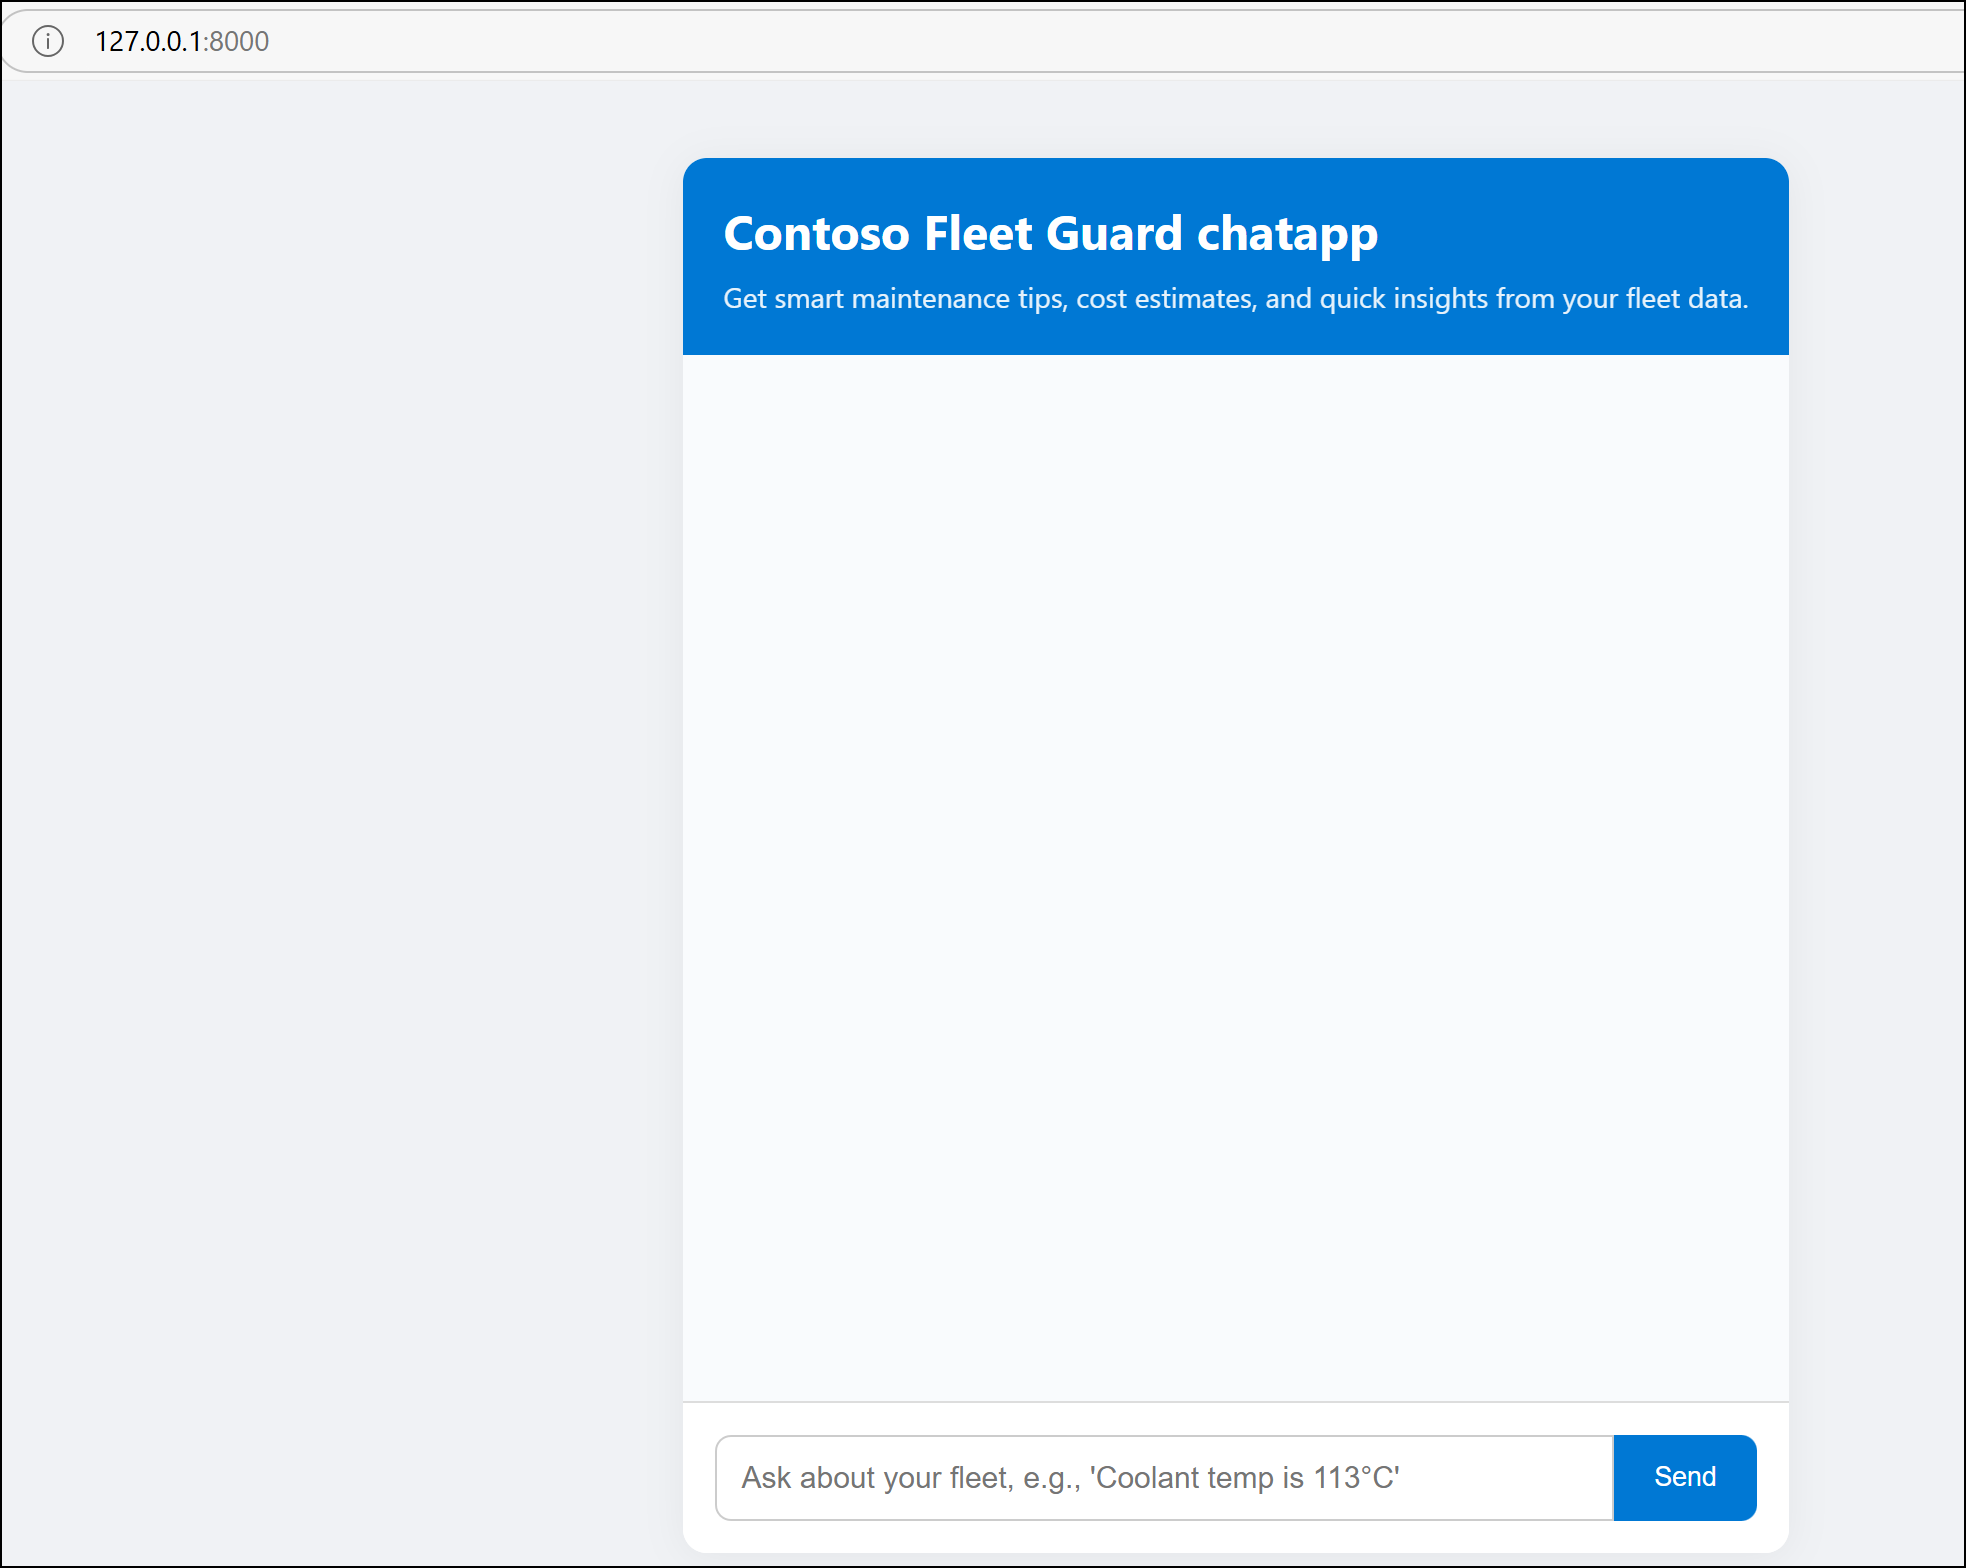 127.0.0.1:8000
Contoso Fleet Guard chatapp
Get smart maintenance tips, cost estimates, and quick insights from your fleet data.
Ask about your fleet, e.g., 'Coolant temp is 113°C'
Send